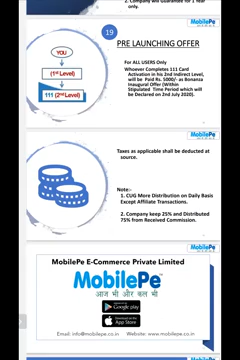 MobilePe
2. Company will Guarantee for 1 Year
only.
19
PRE LAUNCHING OFFER
YOU
(1st Level)
111 (2nd Level)
For ALL USERS Only
Whoever Completes 111 Card
Activation in his 2nd Indirect Level,
will be Paid Rs. 5000/- as Bonanza
Inaugural Offer (Within
Stipulated Time Period which will
be Declared on 2nd July 2020).
MobilePe
Taxes as applicable shall be deducted at
source.
Note:-
1. CUG More Distribution on Daily Basis
Except Affiliate Transactions.
2. Company keep 25% and Distributed
75% from Received Commission.
MobilePe E-Commerce Private Limited
MobilePe
आज भी और कल भी
Google play
App Store
Email: info@mobilepe.co.in Website: www.mobilepe.co.in
MobilePe